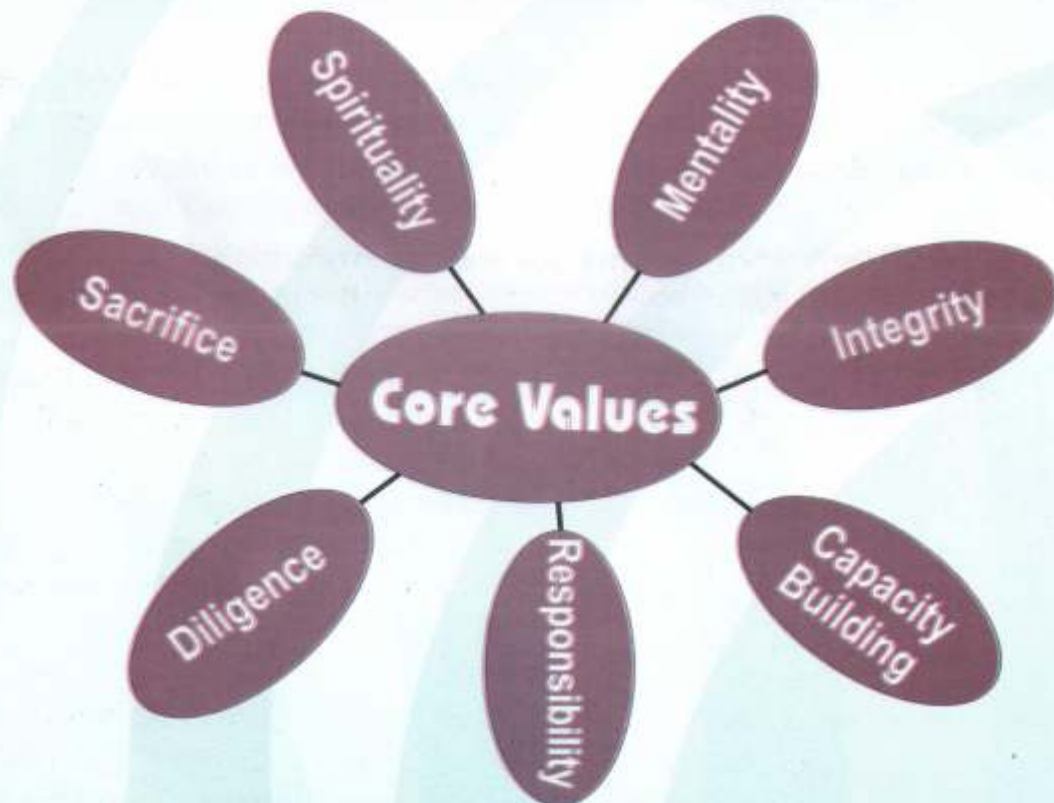 Spirituality
Mentality
Sacrifice
Integrity
Core Values
Diligence
Responsibility
Capacity
Building